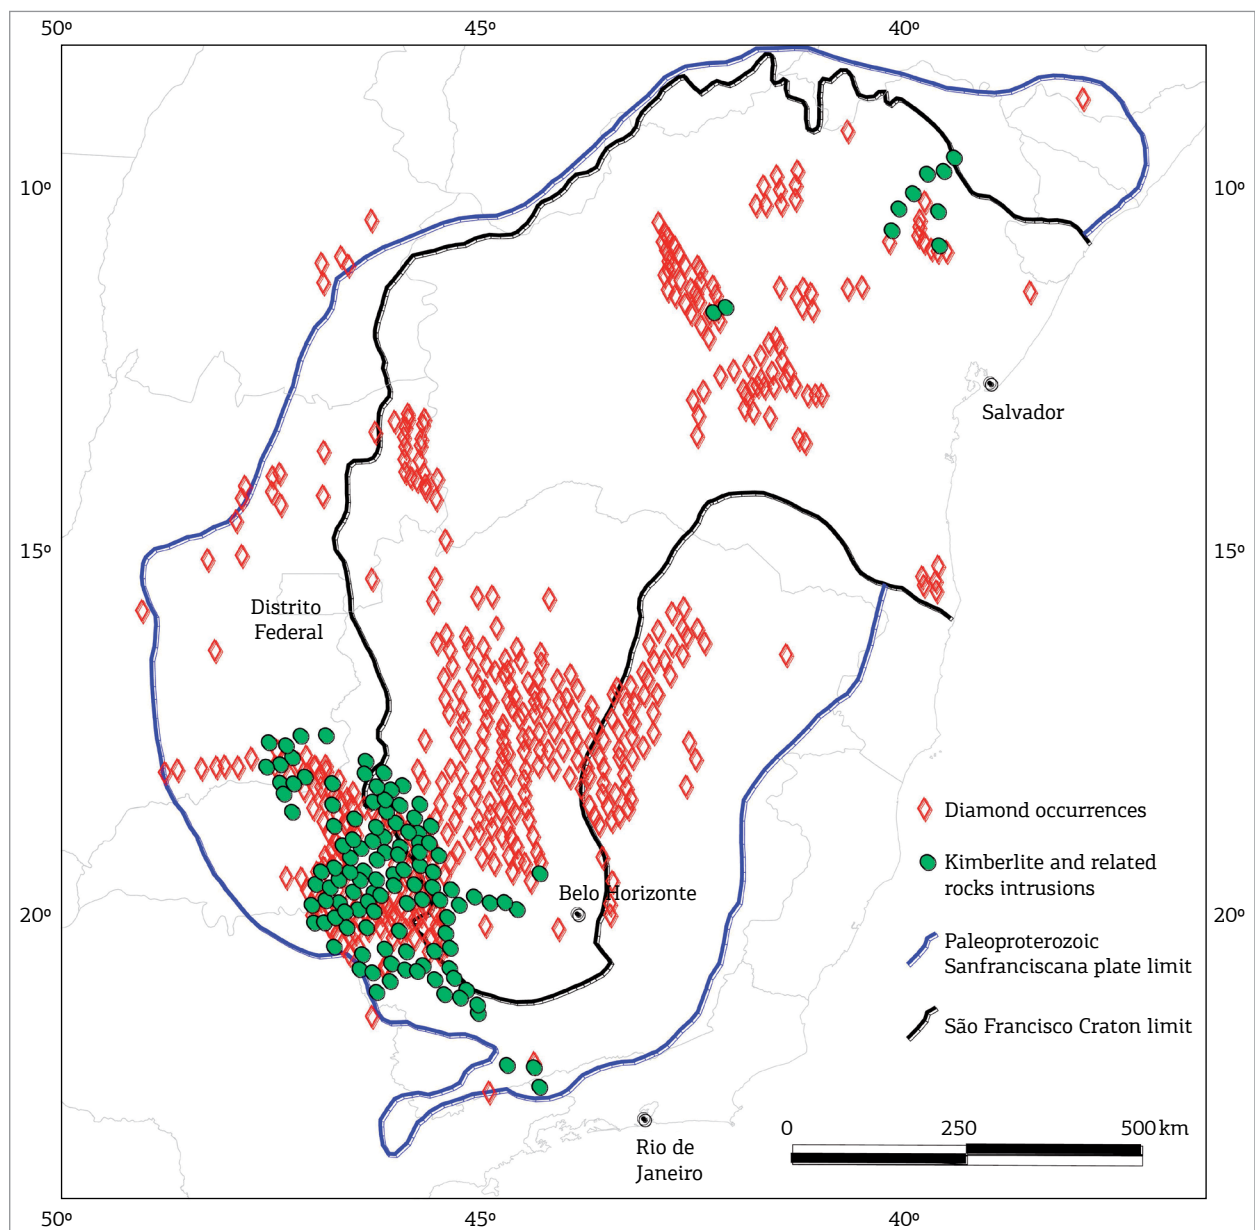 50º 45º 40º
10º 10º
Salvador
15º 15º
Distrito
Federal
Diamond occurrences
Kimberlite and related
rocks intrusions
Belo Horizonte
20º 20º
Paleoproterozoic
Sanfranciscana plate limit
São Francisco Craton limit
0 250 500 km
Rio de
Janeiro
50º 45º 40º